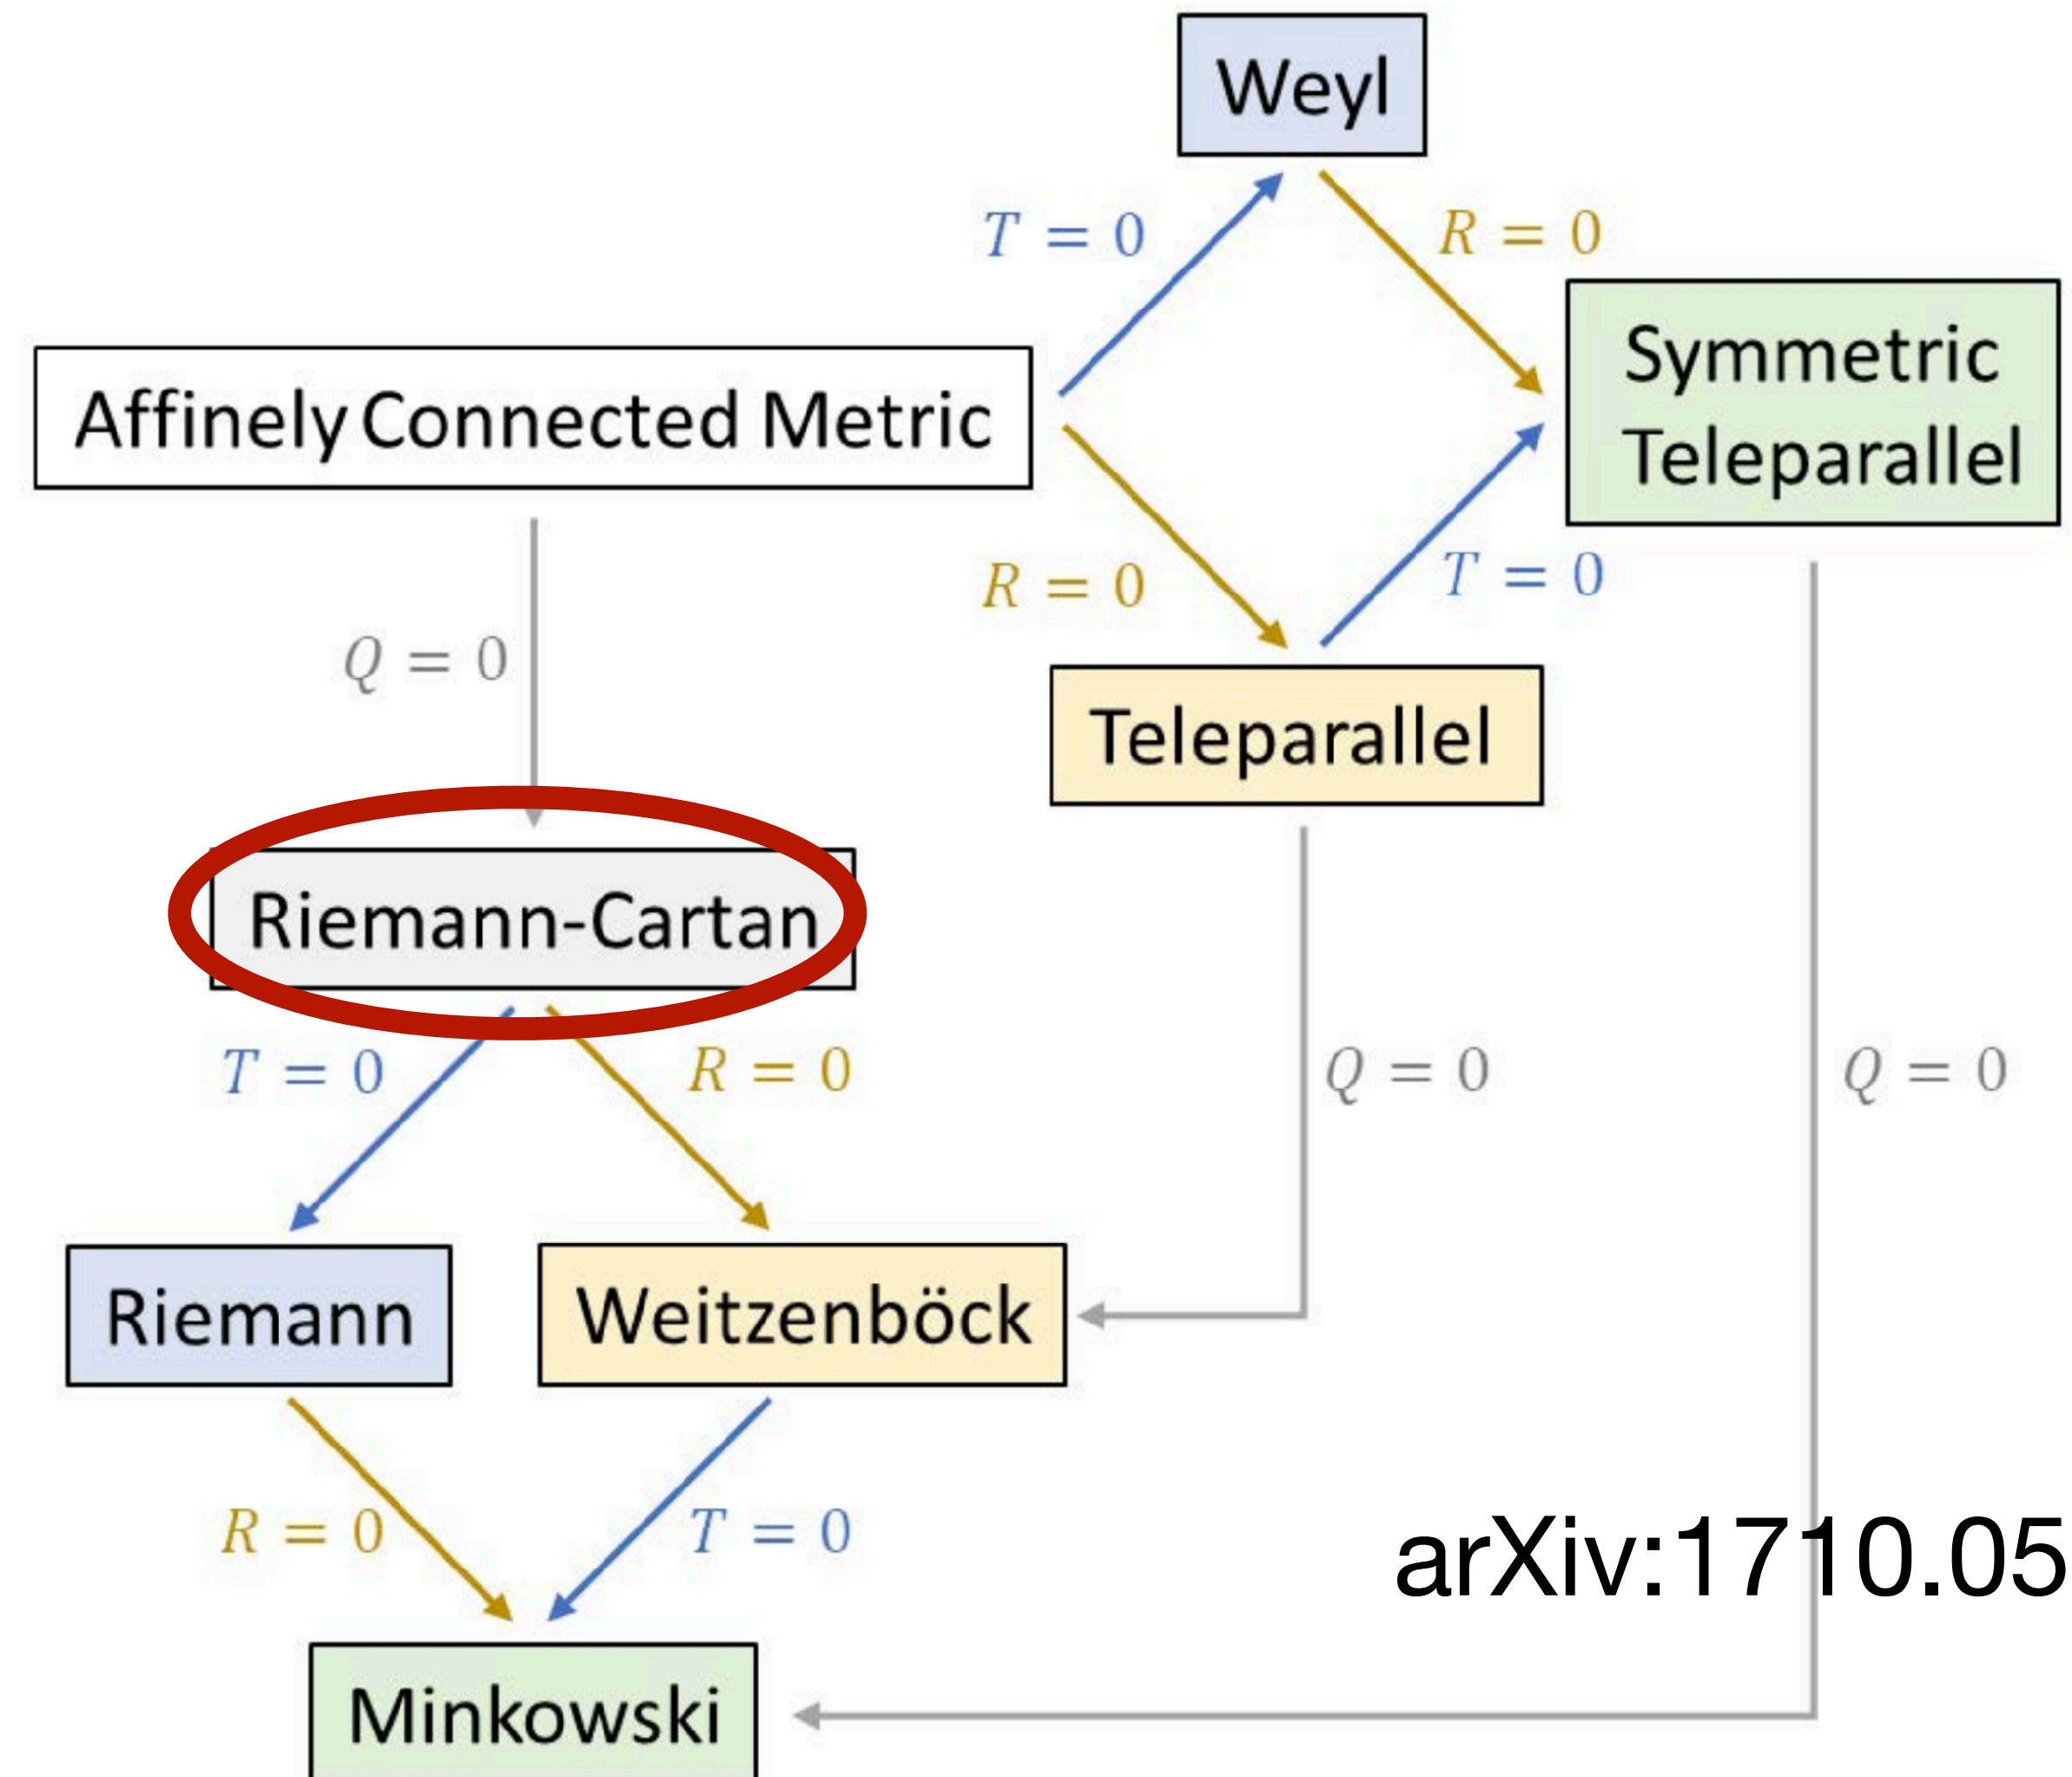 Weyl
T = 0
R = 0
Symmetric
Teleparallel
Affinely Connected Metric
R = 0
T = 0
Q = 0
Teleparallel
Riemann-Cartan
T = 0
R = 0
Q = 0
Q = 0
Riemann
Weitzenböck
R = 0
T = 0
arXiv:1710.05
Minkowski